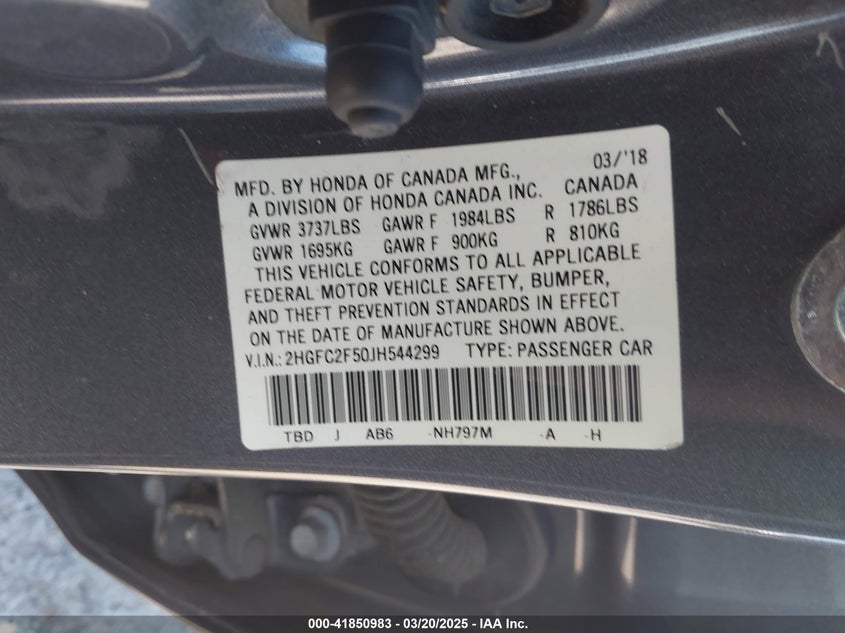 03/'18
MFD. BY HONDA OF CANADA MFG.,
A DIVISION OF HONDA CANADA INC. CANADA
GVWR 3737LBS GAWR F 1984LBS R 1786LBS
GVWR 1695KG GAWR F 900KG R 810KG
THIS VEHICLE CONFORMS TO ALL APPLICABLE
FEDERAL MOTOR VEHICLE SAFETY, BUMPER,
AND THEFT PREVENTION STANDARDS IN EFFECT
ON THE DATE OF MANUFACTURE SHOWN ABOVE.
V.I.N.: 2HGFC2F50JH544299 TYPE: PASSENGER CAR
TBD J AB6 -NH797M -A -H
000-41850983 — 03/20/2025 — IAA Inc.